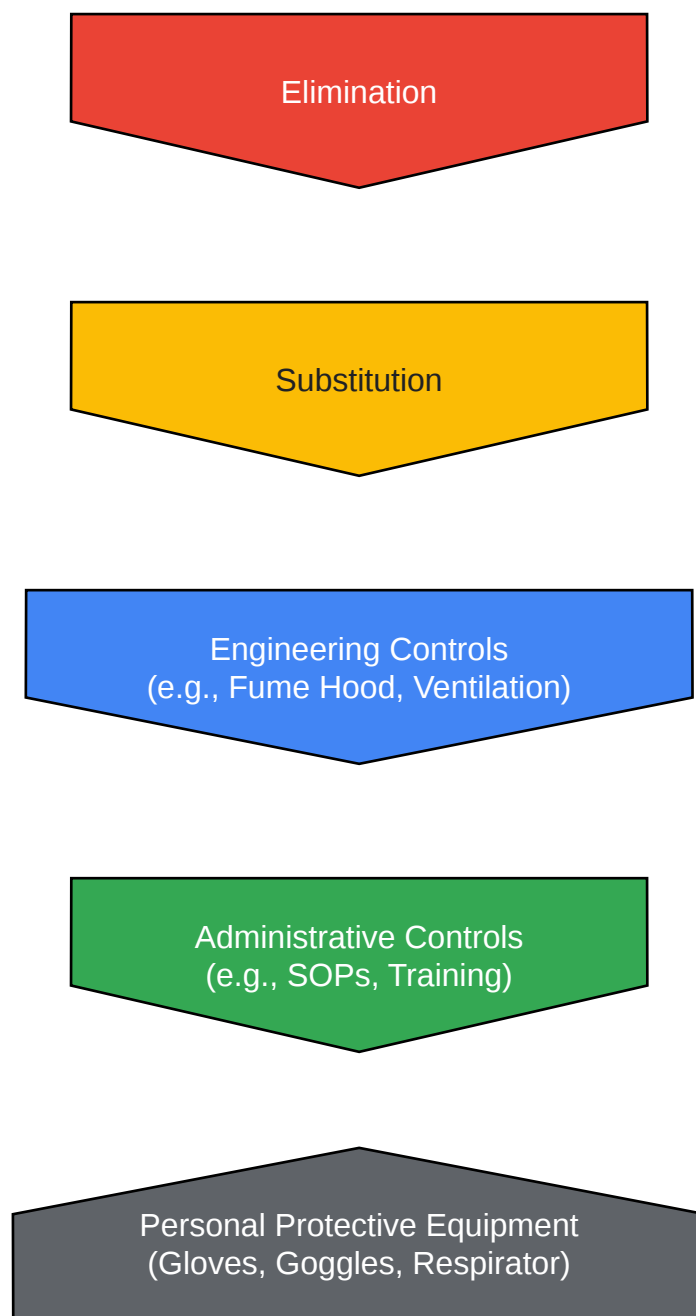 Elimination
Substitution
Engineering Controls
(e.g., Fume Hood, Ventilation)
Administrative Controls
(e.g., SOPs, Training)
Personal Protective Equipment
(Gloves, Goggles, Respirator)